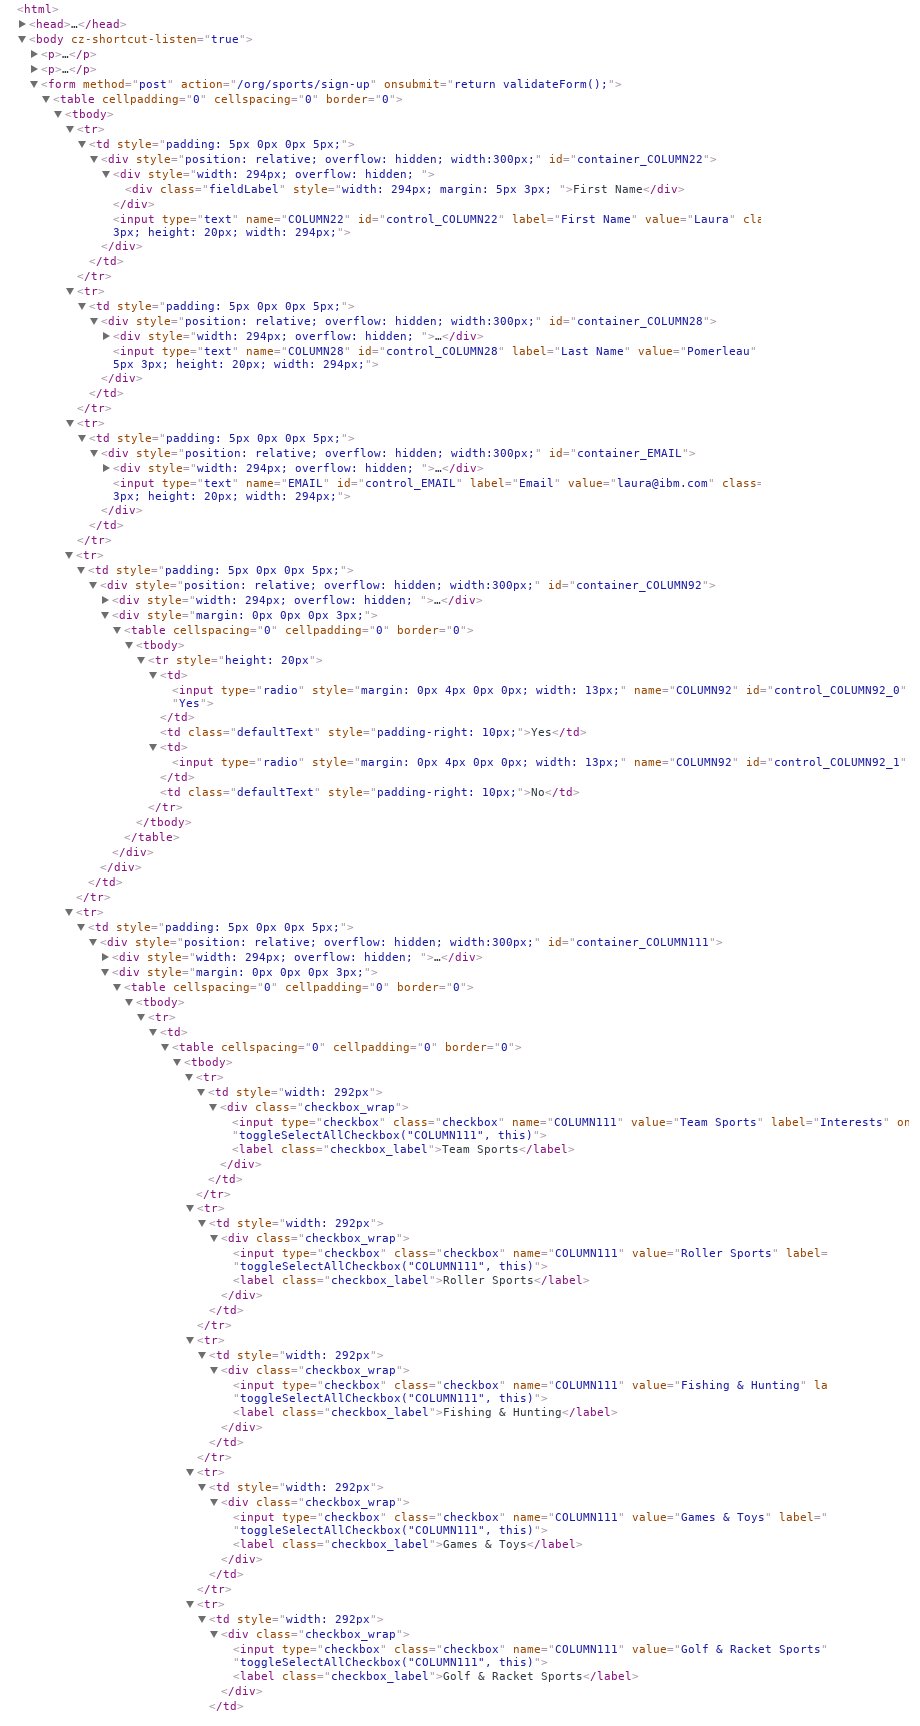 <html>
<head>…</head>
<body cz-shortcut-listen="true">
<p>…</p>
<p>…</p>
<form method="post" action="/org/sports/sign-up" onsubmit="return validateForm();">
<table cellpadding="0" cellspacing="0" border="0">
<tbody>
<tr>
<td style="padding: 5px 0px 0px 5px;">
<div style="position: relative; overflow: hidden; width:300px;" id="container_COLUMN22">
<div style="width: 294px; overflow: hidden; ">
<div class="fieldLabel" style="width: 294px; margin: 5px 3px; ">First Name</div>
</div>
<input type="text" name="COLUMN22" id="control_COLUMN22" label="First Name" value="Laura" cla
3px; height: 20px; width: 294px;">
</div>
</td>
</tr>
<tr>
<td style="padding: 5px 0px 0px 5px;">
<div style="position: relative; overflow: hidden; width:300px;" id="container_COLUMN28">
<div style="width: 294px; overflow: hidden; ">…</div>
<input type="text" name="COLUMN28" id="control_COLUMN28" label="Last Name" value="Pomerleau"
5px 3px; height: 20px; width: 294px;">
</div>
</td>
</tr>
<tr>
<td style="padding: 5px 0px 0px 5px;">
<div style="position: relative; overflow: hidden; width:300px;" id="container_EMAIL">
<div style="width: 294px; overflow: hidden; ">…</div>
<input type="text" name="EMAIL" id="control_EMAIL" label="Email" value="laura@ibm.com" class=
3px; height: 20px; width: 294px;">
</div>
</td>
</tr>
<tr>
<td style="padding: 5px 0px 0px 5px;">
<div style="position: relative; overflow: hidden; width:300px;" id="container_COLUMN92">
<div style="width: 294px; overflow: hidden; ">…</div>
<div style="margin: 0px 0px 0px 3px;">
<table cellspacing="0" cellpadding="0" border="0">
<tbody>
<tr style="height: 20px">
<td>
<input type="radio" style="margin: 0px 4px 0px 0px; width: 13px;" name="COLUMN92" id="control_COLUMN92_0"
"Yes">
</td>
<td class="defaultText" style="padding-right: 10px;">Yes</td>
<td>
<input type="radio" style="margin: 0px 4px 0px 0px; width: 13px;" name="COLUMN92" id="control_COLUMN92_1"
</td>
<td class="defaultText" style="padding-right: 10px;">No</td>
</tr>
</tbody>
</table>
</div>
</div>
</td>
</tr>
<tr>
<td style="padding: 5px 0px 0px 5px;">
<div style="position: relative; overflow: hidden; width:300px;" id="container_COLUMN111">
<div style="width: 294px; overflow: hidden; ">…</div>
<div style="margin: 0px 0px 0px 3px;">
<table cellspacing="0" cellpadding="0" border="0">
<tbody>
<tr>
<td>
<table cellspacing="0" cellpadding="0" border="0">
<tbody>
<tr>
<td style="width: 292px">
<div class="checkbox_wrap">
<input type="checkbox" class="checkbox" name="COLUMN111" value="Team Sports" label="Interests" on
"toggleSelectAllCheckbox("COLUMN111", this)">
<label class="checkbox_label">Team Sports</label>
</div>
</td>
</tr>
<tr>
<td style="width: 292px">
<div class="checkbox_wrap">
<input type="checkbox" class="checkbox" name="COLUMN111" value="Roller Sports" label=
"toggleSelectAllCheckbox("COLUMN111", this)">
<label class="checkbox_label">Roller Sports</label>
</div>
</td>
</tr>
<tr>
<td style="width: 292px">
<div class="checkbox_wrap">
<input type="checkbox" class="checkbox" name="COLUMN111" value="Fishing & Hunting" la
"toggleSelectAllCheckbox("COLUMN111", this)">
<label class="checkbox_label">Fishing & Hunting</label>
</div>
</td>
</tr>
<tr>
<td style="width: 292px">
<div class="checkbox_wrap">
<input type="checkbox" class="checkbox" name="COLUMN111" value="Games & Toys" label="
"toggleSelectAllCheckbox("COLUMN111", this)">
<label class="checkbox_label">Games & Toys</label>
</div>
</td>
</tr>
<tr>
<td style="width: 292px">
<div class="checkbox_wrap">
<input type="checkbox" class="checkbox" name="COLUMN111" value="Golf & Racket Sports"
"toggleSelectAllCheckbox("COLUMN111", this)">
<label class="checkbox_label">Golf & Racket Sports</label>
</div>
</td>